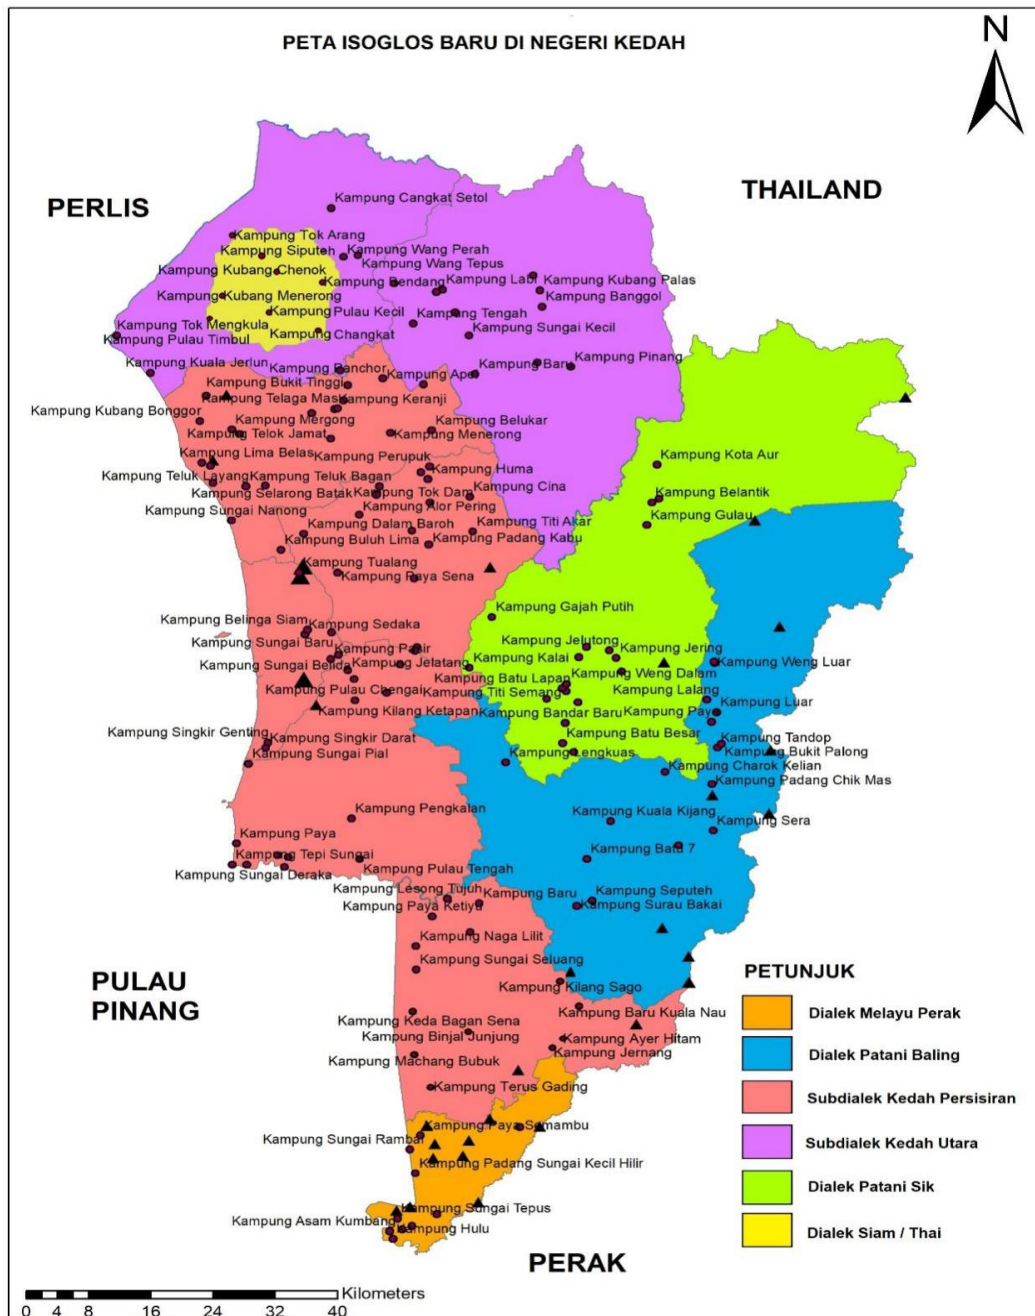 PETA ISOGLOS BARU DI NEGERI KEDAH
N
THAILAND
PERLIS
Kampung Cangkat Setol
Kampung Tok Arang
Kampung Siputeh
Kampung Wang Perah
Kampung Wang Tepus
Kampung Kubang Chenok
Kampung Bendang
Kampung Labi
Kampung Kubang Palas
Kampung Kubang Menerong
Kampung Banggol
Kampung Pulau Kecil
Kampung Tengah
Kampung Tok Mengkula
Kampung Changkat
Kampung Sungai Kecil
Kampung Pulau Timbul
Kampung Kuala Jerlun
Kampung Banchor
Kampung Baru
Kampung Pinang
Kampung Bukit Tinggi
Kampung Apei
Kampung Telaga Mas
Kampung Keranji
Kampung Kubang Bonggor
Kampung Mergong
Kampung Belukar
Kampung Telok Jamat
Kampung Menerong
Kampung Lima Belas
Kampung Perupuk
Kampung Huma
Kampung Kota Aur
Kampung Teluk Layang
Kampung Teluk Bagan
Kampung Cina
Kampung Selarong Batak
Kampung Tok Dam
Kampung Belantik
Kampung Sungai Nanong
Kampung Alor Pering
Kampung Gulau
Kampung Dalam Baroh
Kampung Titi Akar
Kampung Buluh Lima
Kampung Padang Kabu
Kampung Tualang
Kampung Paya Sena
Kampung Gajah Putih
Kampung Belinga Siam
Kampung Sedaka
Kampung Sungai Baru
Kampung Pasir
Kampung Jelutong
Kampung Jering
Kampung Sungai Belida
Kampung Jelatang
Kampung Kalai
Kampung Weng Luar
Kampung Batu Lapan
Kampung Weng Dalam
Kampung Pulau Chengai
Kampung Titi Semang
Kampung Lalang
Kampung Luar
Kampung Kilang Ketapan
Kampung Bandar Baru
Kampung Paya
Kampung Singkir Genting
Kampung Singkir Darat
Kampung Batu Besar
Kampung Tandop
Kampung Sungai Pial
Kampung Lengkuas
Kampung Bukit Palong
Kampung Charok Kelian
Kampung Padang Chik Mas
Kampung Pengkalan
Kampung Kuala Kijang
Kampung Sera
Kampung Paya
Kampung Tepi Sungai
Kampung Batu 7
Kampung Sungai Deraka
Kampung Pulau Tengah
Kampung Lesong Tujuh
Kampung Baru
Kampung Seputeh
Kampung Paya Ketiyu
Kampung Surau Bakai
Kampung Naga Lilit
Kampung Sungai Seluang
PULAU
PINANG
Kampung Kilang Sago
Kampung Baru Kuala Nau
Kampung Keda Bagan Sena
Kampung Binjal Junjung
Kampung Ayer Hitam
Kampung Machang Bubuk
Kampung Jernang
Kampung Terus Gading
Kampung Paya Semambu
Kampung Sungai Rambai
Kampung Padang Sungai Kecil Hilir
Kampung Sungai Tepus
Kampung Asam Kumbang
Kampung Hulu
PERAK
PETUNJUK
Dialek Melayu Perak
Dialek Patani Baling
Subdialek Kedah Persisiran
Subdialek Kedah Utara
Dialek Patani Sik
Dialek Siam / Thai
Kilometers
0 4 8 16 24 32 40